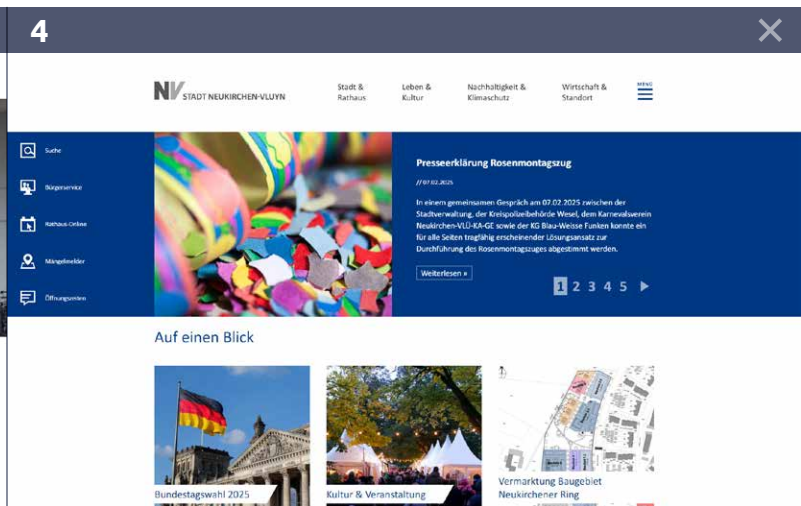 4
NV STADT NEUKIRCHEN-VLUYN
Stadt &
Rathaus
Leben &
Kultur
Nachhaltigkeit &
Klimaschutz
Wirtschaft &
Standort
MENÜ
Suche
Bürgerservice
Rathaus-Online
Mängelmelder
Öffnungszeiten
Presseerklärung Rosenmontagszug
//07.02.2025
In einem gemeinsamen Gespräch am 07.02.2025 zwischen der
Stadtverwaltung, der Kreispolizeibehörde Wesel, dem Karnevalsverein
Neukirchen-VLÜ-KA-GE sowie der KG Blau-Weisse Funken konnte ein
für alle Seiten tragfähig erscheinender Lösungsansatz zur
Durchführung des Rosenmontagszuges abgestimmt werden.
Weiterlesen »
1 2 3 4 5
Auf einen Blick
Bundestagswahl 2025
Kultur & Veranstaltung
Vermarktung Baugebiet
Neukirchener Ring